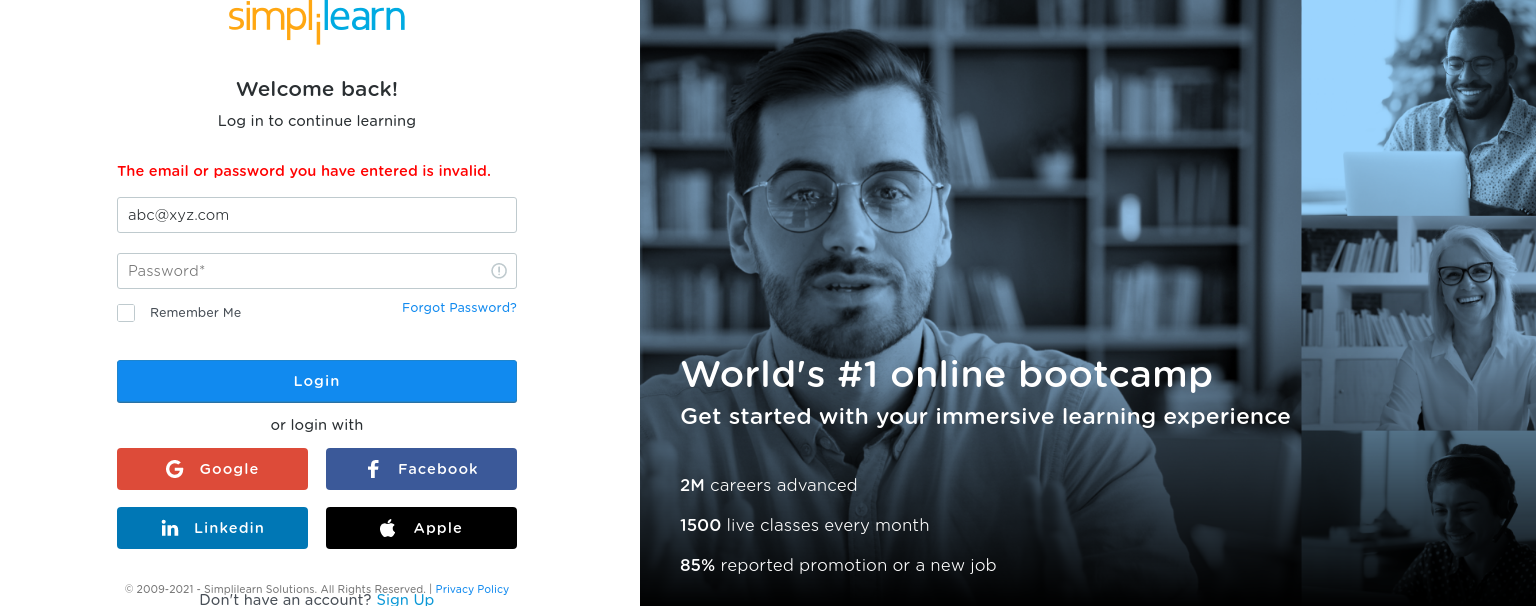 simplilearn
Welcome back!
Log in to continue learning
The email or password you have entered is invalid.
abc@xyz.com
Password*
Remember Me
Forgot Password?
Login
or login with
Google
Facebook
Linkedin
Apple
© 2009-2021 - Simplilearn Solutions. All Rights Reserved. | Privacy Policy
Don't have an account? Sign Up
World's #1 online bootcamp
Get started with your immersive learning experience
2M careers advanced
1500 live classes every month
85% reported promotion or a new job